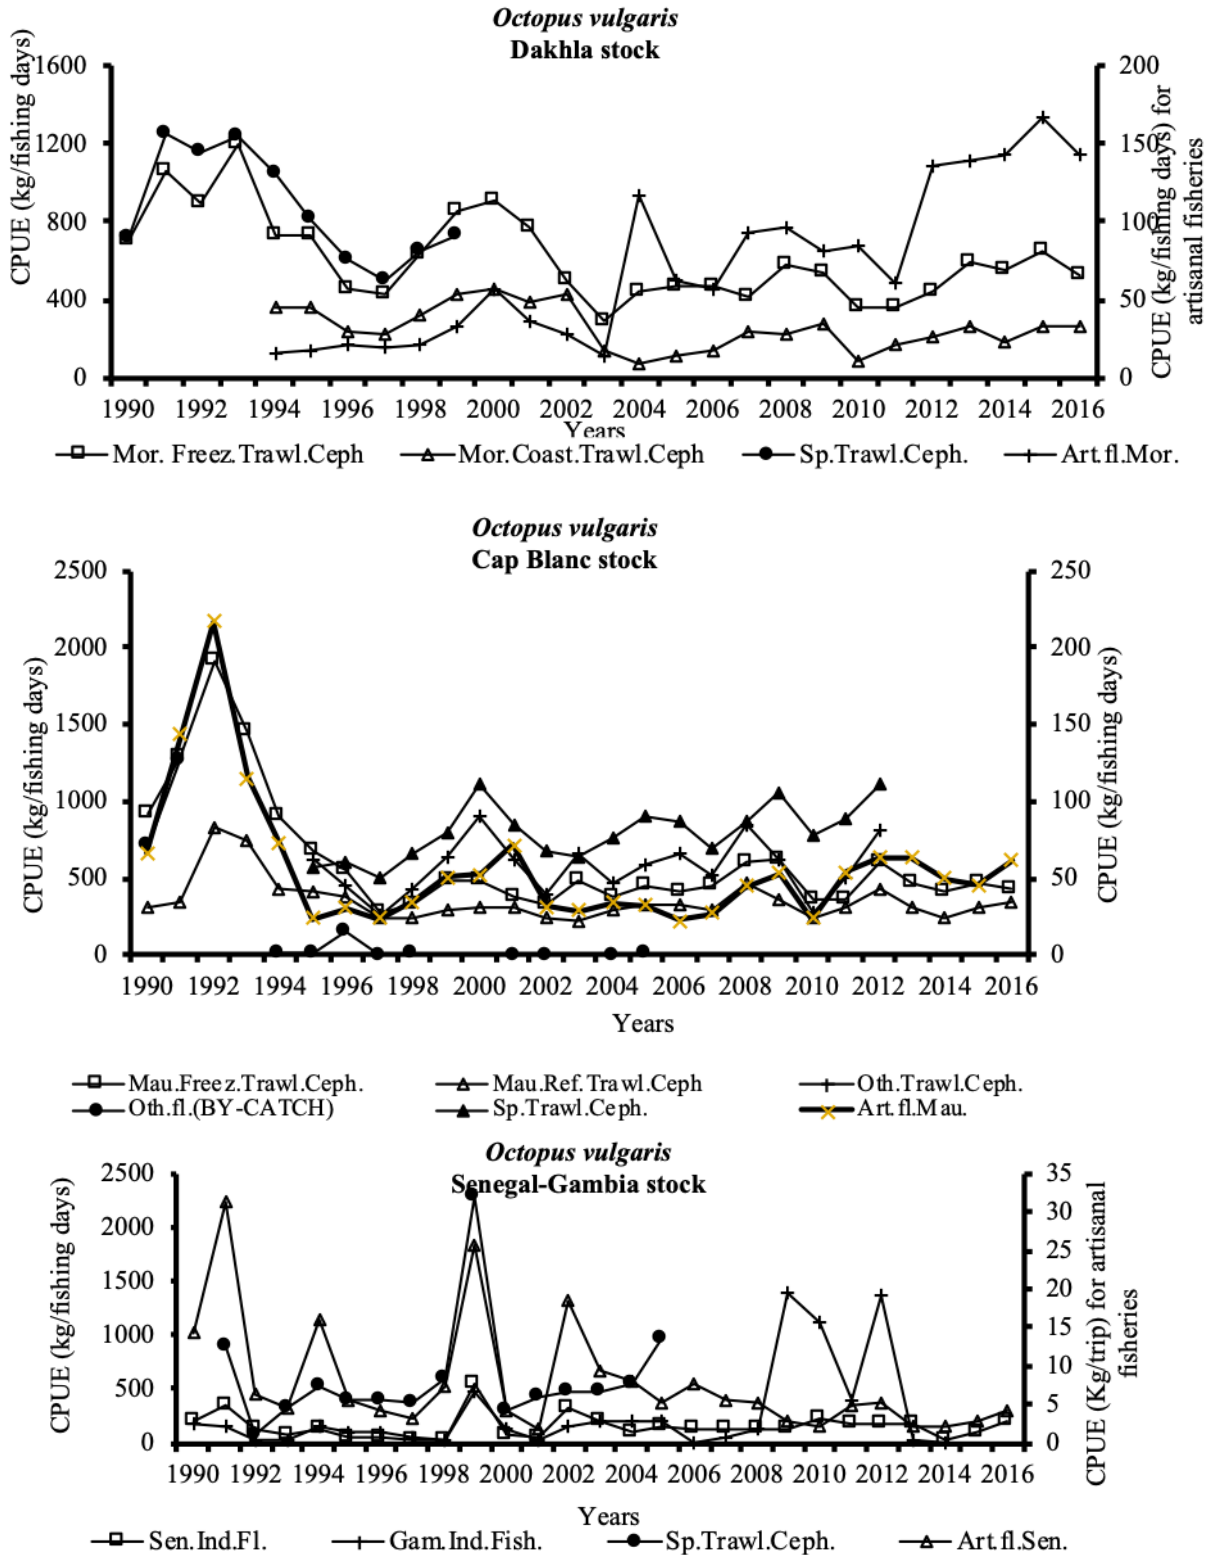 Octopus vulgaris
Dakhla stock
CPUE (kg/fishing days)
1600
1200
800
400
0
200
150
100
50
0
CPUE (kg/fishing days) for
artisanal fisheries
1990 1992 1994 1996 1998 2000 2002 2004 2006 2008 2010 2012 2014 2016
Years
Mor. Freez.Trawl.Ceph Mor.Coast.Trawl.Ceph Sp.Trawl.Ceph. Art.fl.Mor.
Octopus vulgaris
Cap Blanc stock
CPUE (kg/fishing days)
2500
2000
1500
1000
500
0
250
200
150
100
50
0
CPUE (kg/fishing days)
1990 1992 1994 1996 1998 2000 2002 2004 2006 2008 2010 2012 2014 2016
Years
Mau.Freez.Trawl.Ceph. Mau.Ref.Trawl.Ceph Oth.Trawl.Ceph.
Oth.fl.(BY-CATCH) Sp.Trawl.Ceph. Art.fl.Mau.
Octopus vulgaris
Senegal-Gambia stock
CPUE (kg/fishing days)
2500
2000
1500
1000
500
0
35
30
25
20
15
10
5
0
CPUE (Kg/trip) for artisanal
fisheries
1990 1992 1994 1996 1998 2000 2002 2004 2006 2008 2010 2012 2014 2016
Years
Sen.Ind.Fl. Gam.Ind.Fish. Sp.Trawl.Ceph. Art.fl.Sen.